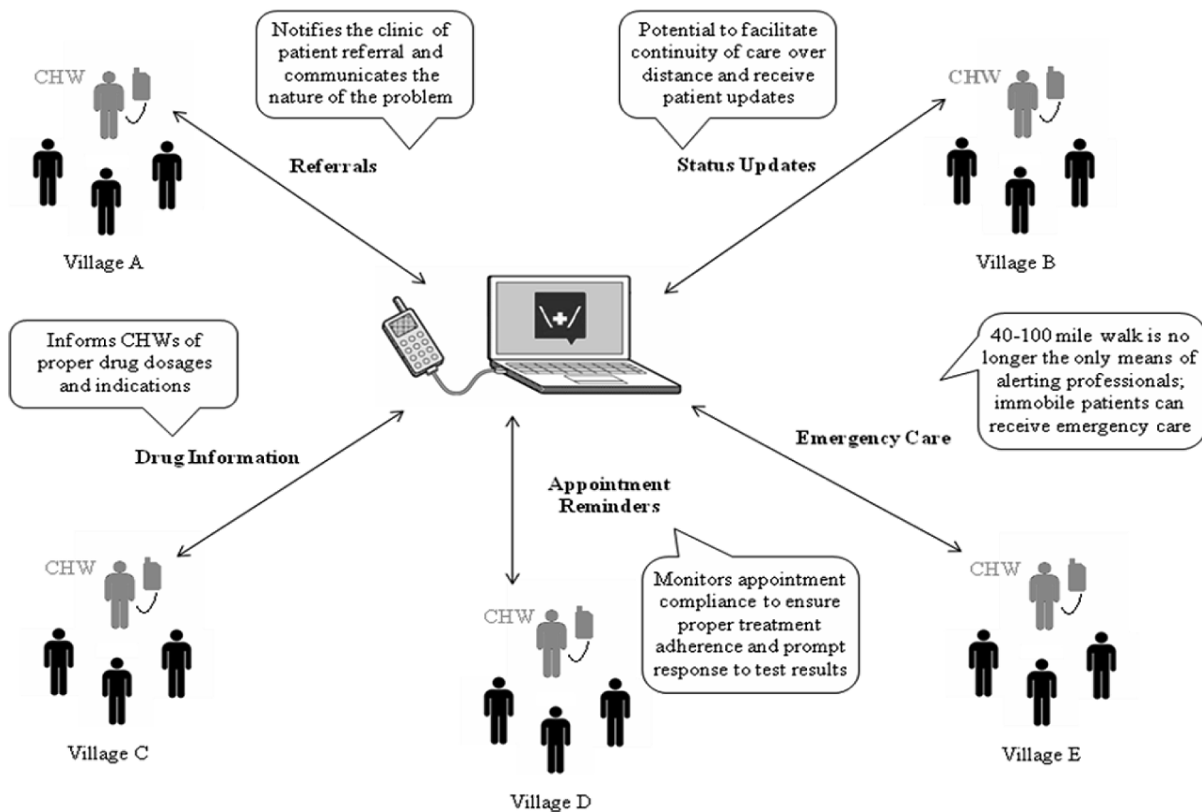 CHW
Notifies the clinic of
patient referral and
communicates the
nature of the problem
Potential to facilitate
continuity of care over
distance and receive
patient updates
CHW
Referrals
Status Updates
Village A
Village B
Informs CHWs of
proper drug dosages
and indications
40-100 mile walk is no
longer the only means of
alerting professionals;
immobile patients can
receive emergency care
Drug Information
Emergency Care
Appointment
Reminders
CHW
CHW
CHW
Monitors appointment
compliance to ensure
proper treatment
adherence and prompt
response to test results
Village C
Village D
Village E